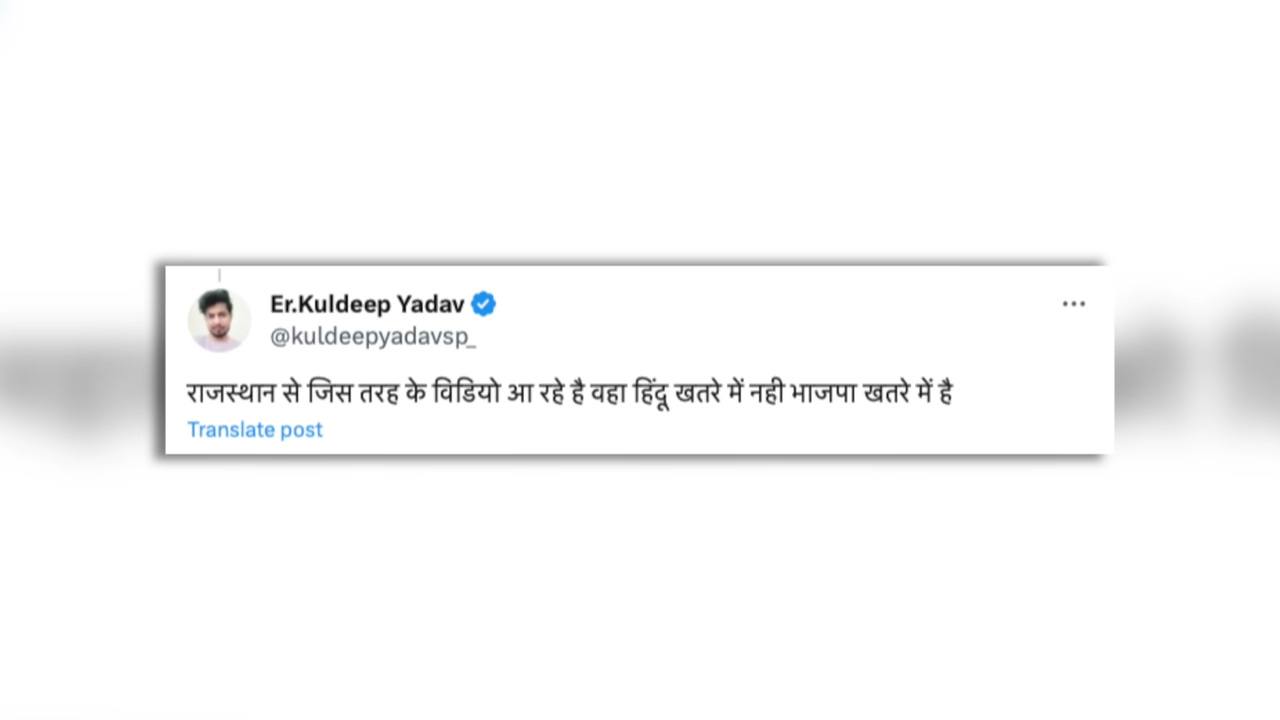 Er.Kuldeep Yadav
@kuldeepyadavsp_
राजस्थान से जिस तरह के विडियो आ रहे है वहा हिंदू खतरे में नही भाजपा खतरे में है
Translate post